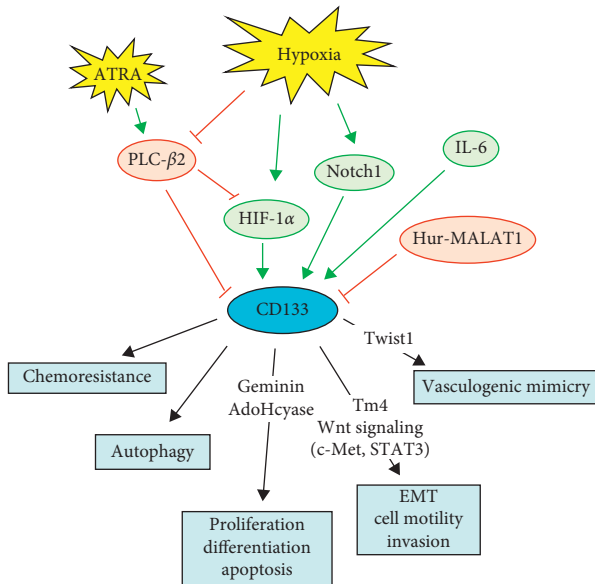 Hypoxia
ATRA
PLC-β2
Notch1
IL-6
HIF-1α
Hur-MALAT1
CD133
Twist1
Chemoresistance
Vasculogenic mimicry
Geminin
AdoHcyase
Tm4
Wnt signaling
(c-Met, STAT3)
Autophagy
EMT
cell motility
invasion
Proliferation
differentiation
apoptosis